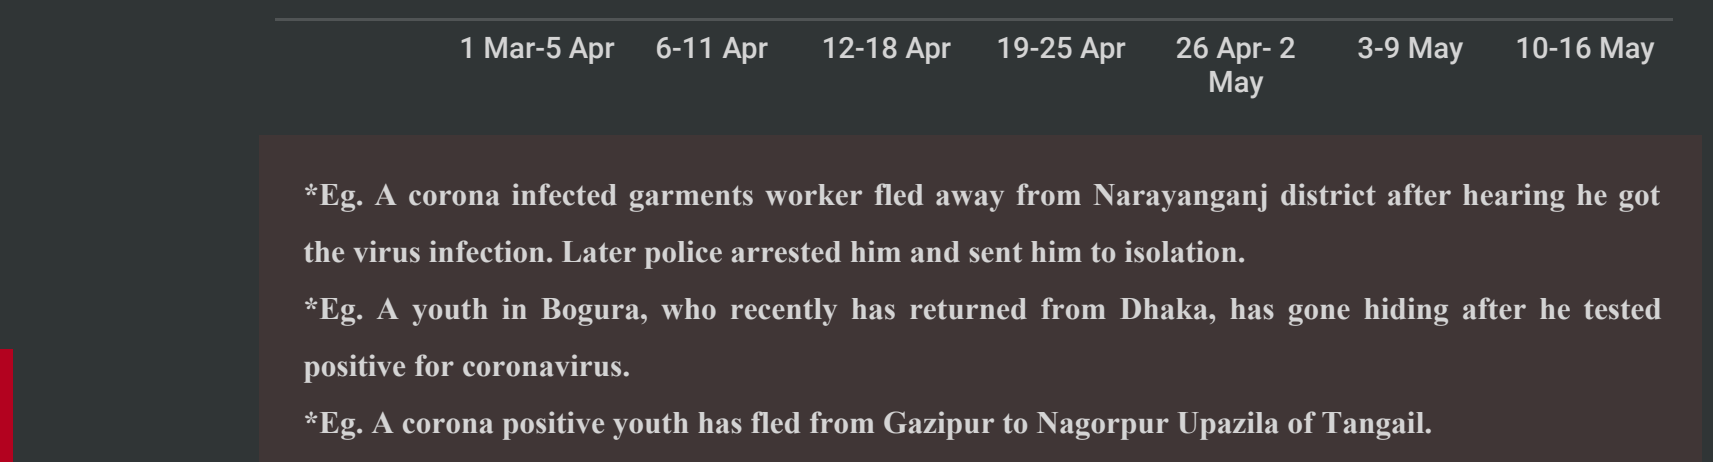 1 Mar-5 Apr 6-11 Apr 12-18 Apr 19-25 Apr 26 Apr- 2 May 3-9 May 10-16 May
*Eg. A corona infected garments worker fled away from Narayanganj district after hearing he got
the virus infection. Later police arrested him and sent him to isolation.
*Eg. A youth in Bogura, who recently has returned from Dhaka, has gone hiding after he tested
positive for coronavirus.
*Eg. A corona positive youth has fled from Gazipur to Nagorpur Upazila of Tangail.